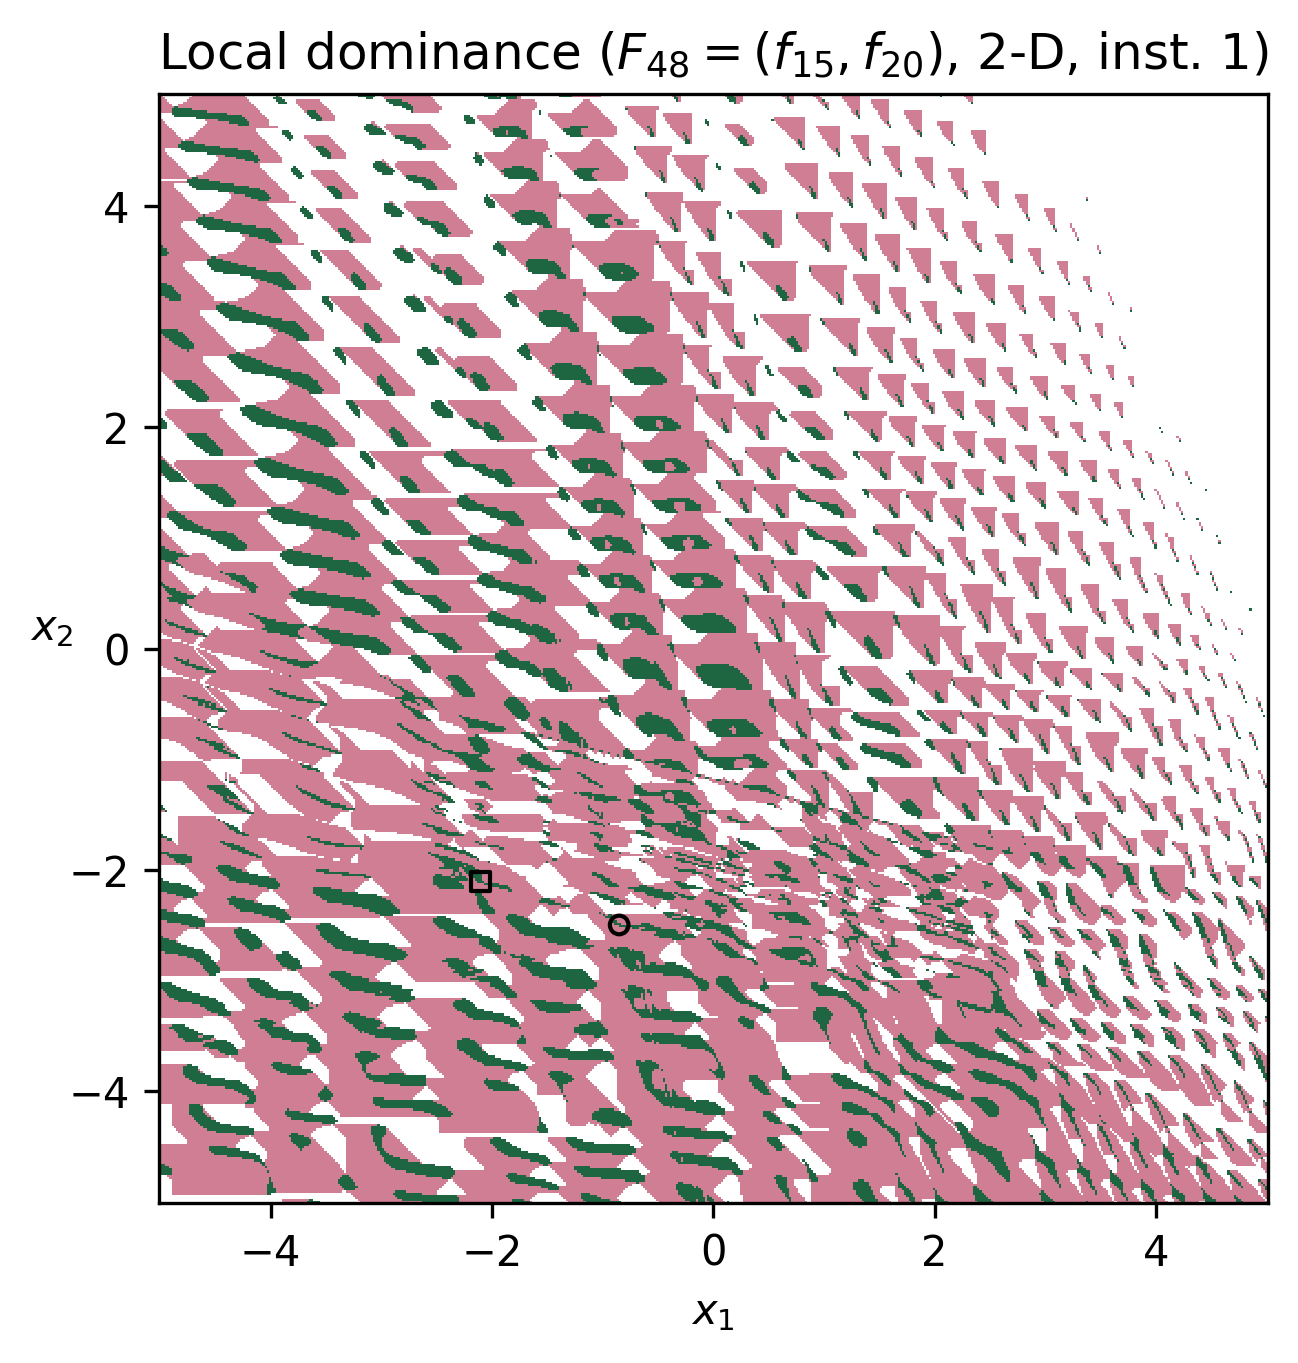 Local dominance (F₄₈ = (f₁₅, f₂₀), 2-D, inst. 1)
4
2
0
−2
−4
x₂
−4 −2 0 2 4
x₁